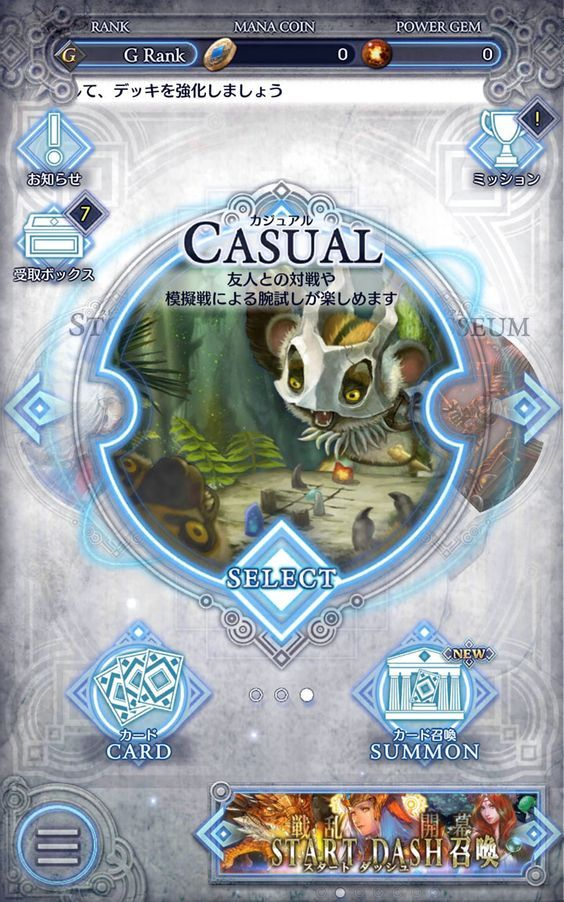 RANK MANA COIN POWER GEM
G G Rank 0 0
して、デッキを強化しましょう
お知らせ
ミッション
!
7
受取ボックス
カジュアル
CASUAL
友人との対戦や
模擬戦による腕試しが楽しめます
ST
SEUM
SELECT
NEW
カード
CARD
カード召喚
SUMMON
戦乱 開幕
START DASH召喚
スタート ダッシュ